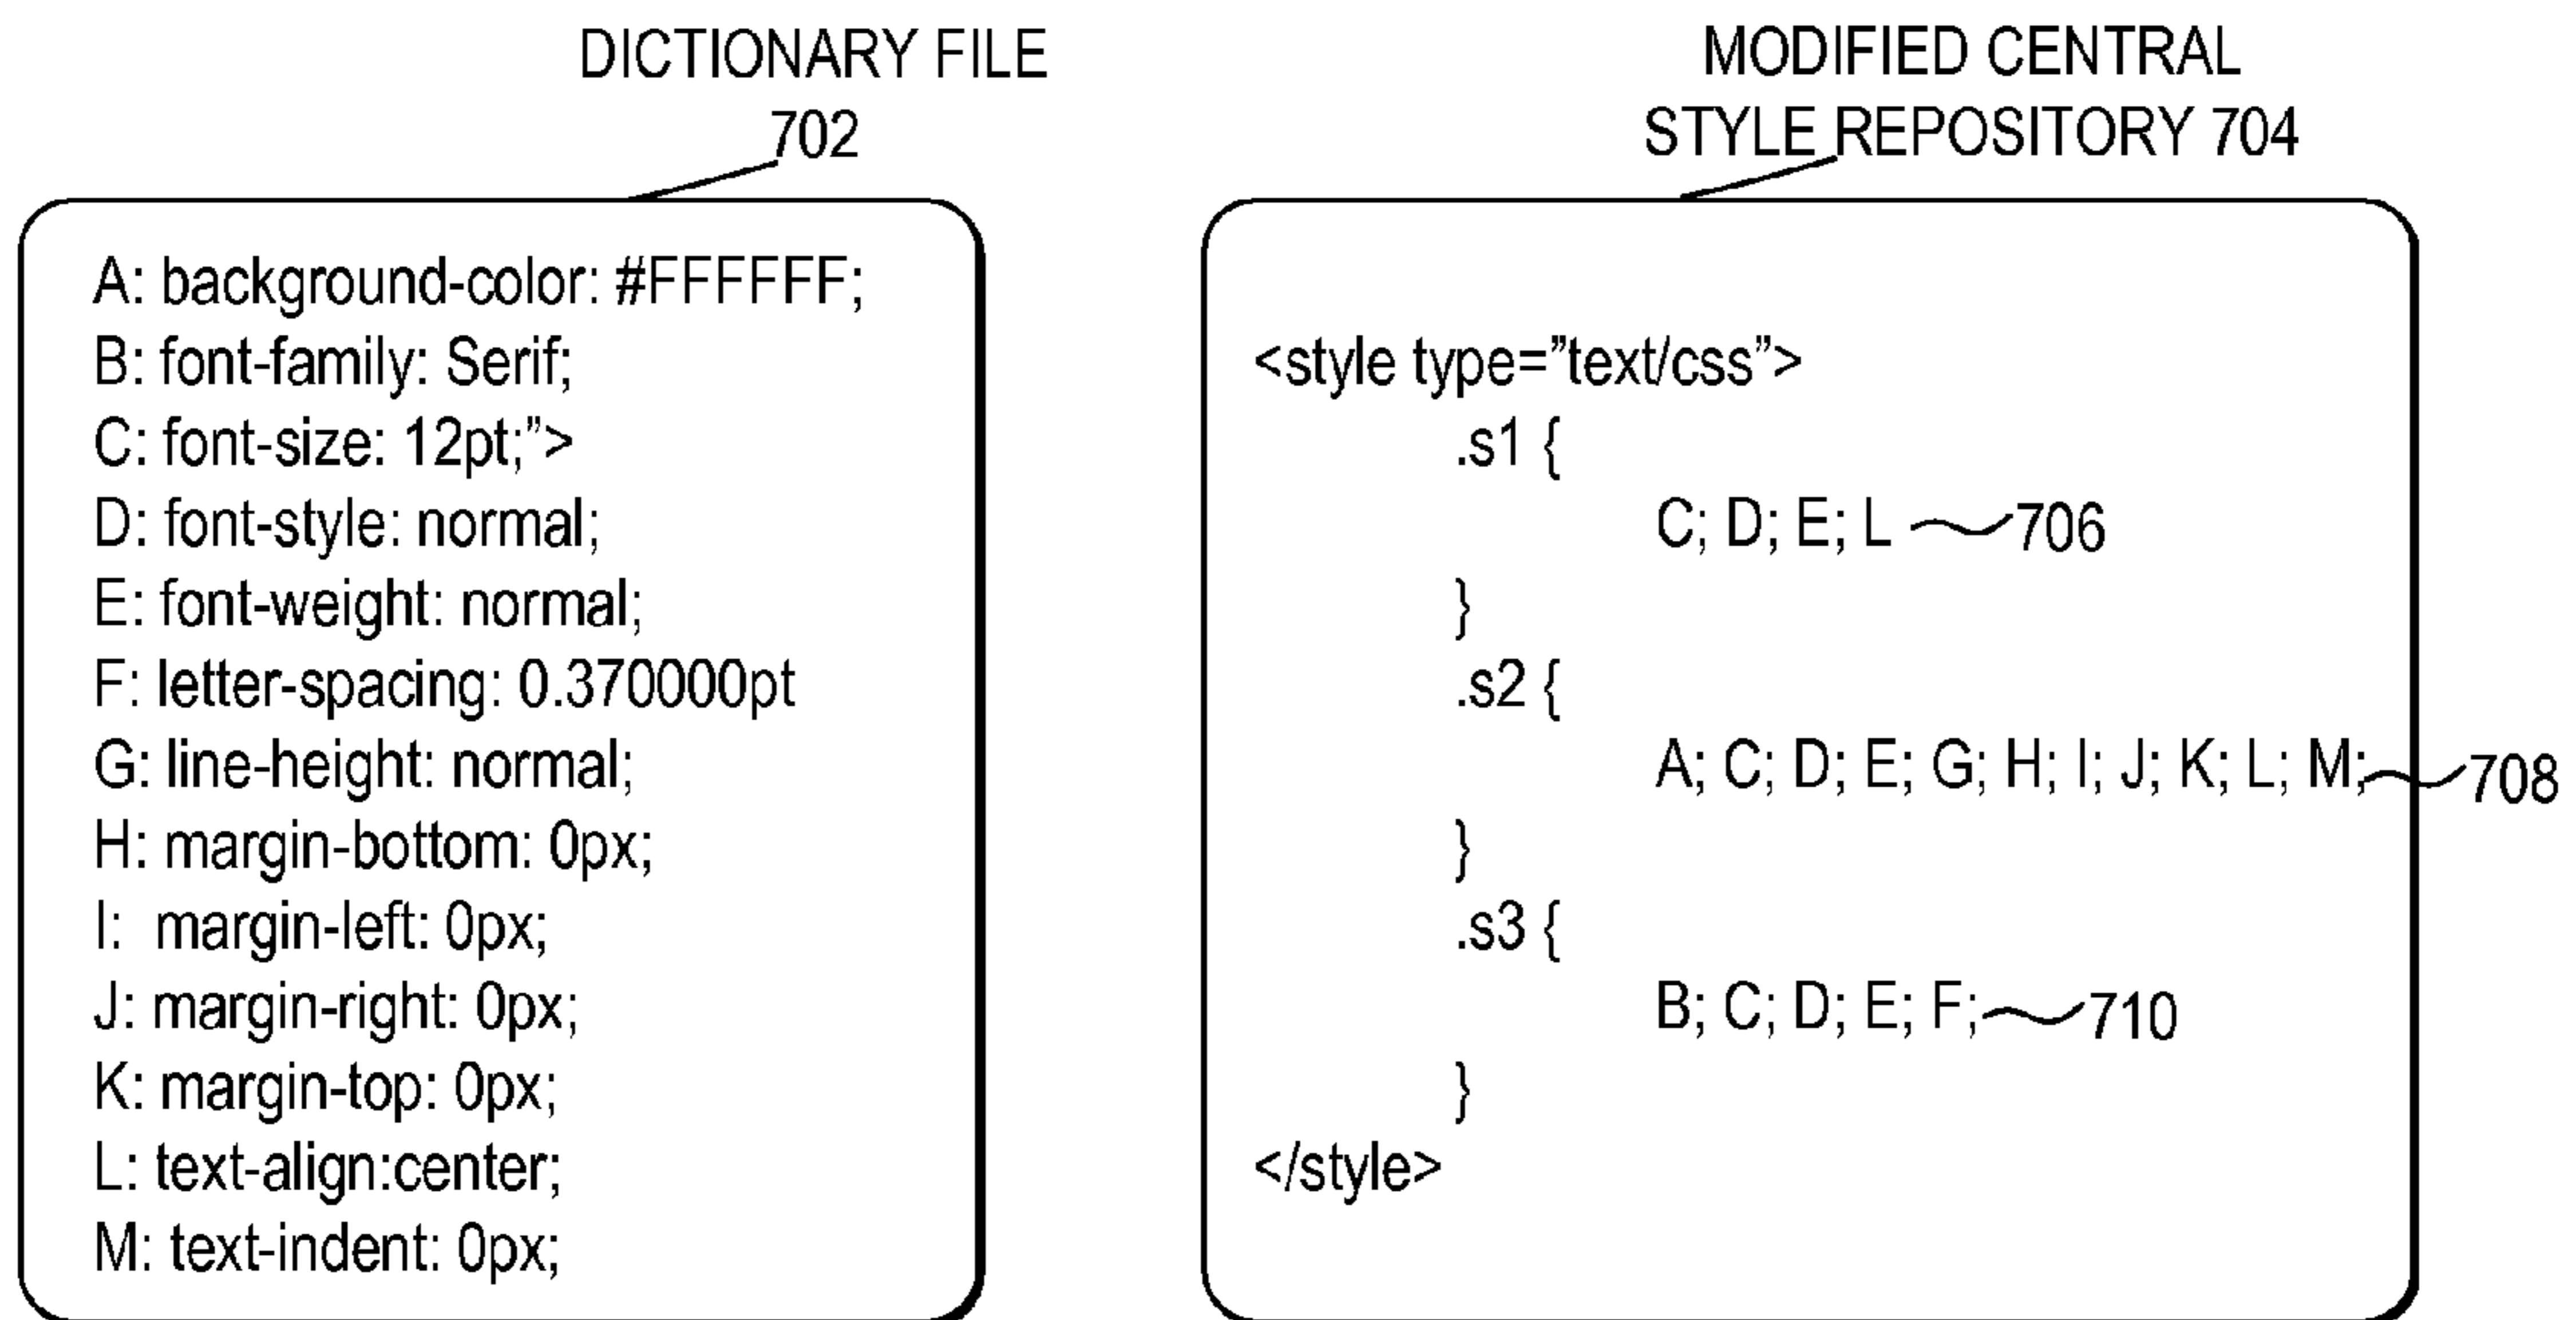 DICTIONARY FILE
702
A: background-color: #FFFFFF;
B: font-family: Serif;
C: font-size: 12pt;”>
D: font-style: normal;
E: font-weight: normal;
F: letter-spacing: 0.370000pt
G: line-height: normal;
H: margin-bottom: 0px;
I: margin-left: 0px;
J: margin-right: 0px;
K: margin-top: 0px;
L: text-align:center;
M: text-indent: 0px;
MODIFIED CENTRAL
STYLE REPOSITORY 704
<style type=”text/css”>
.s1 {
C; D; E; L 706
}
.s2 {
A; C; D; E; G; H; I; J; K; L; M; 708
}
.s3 {
B; C; D; E; F; 710
}
</style>